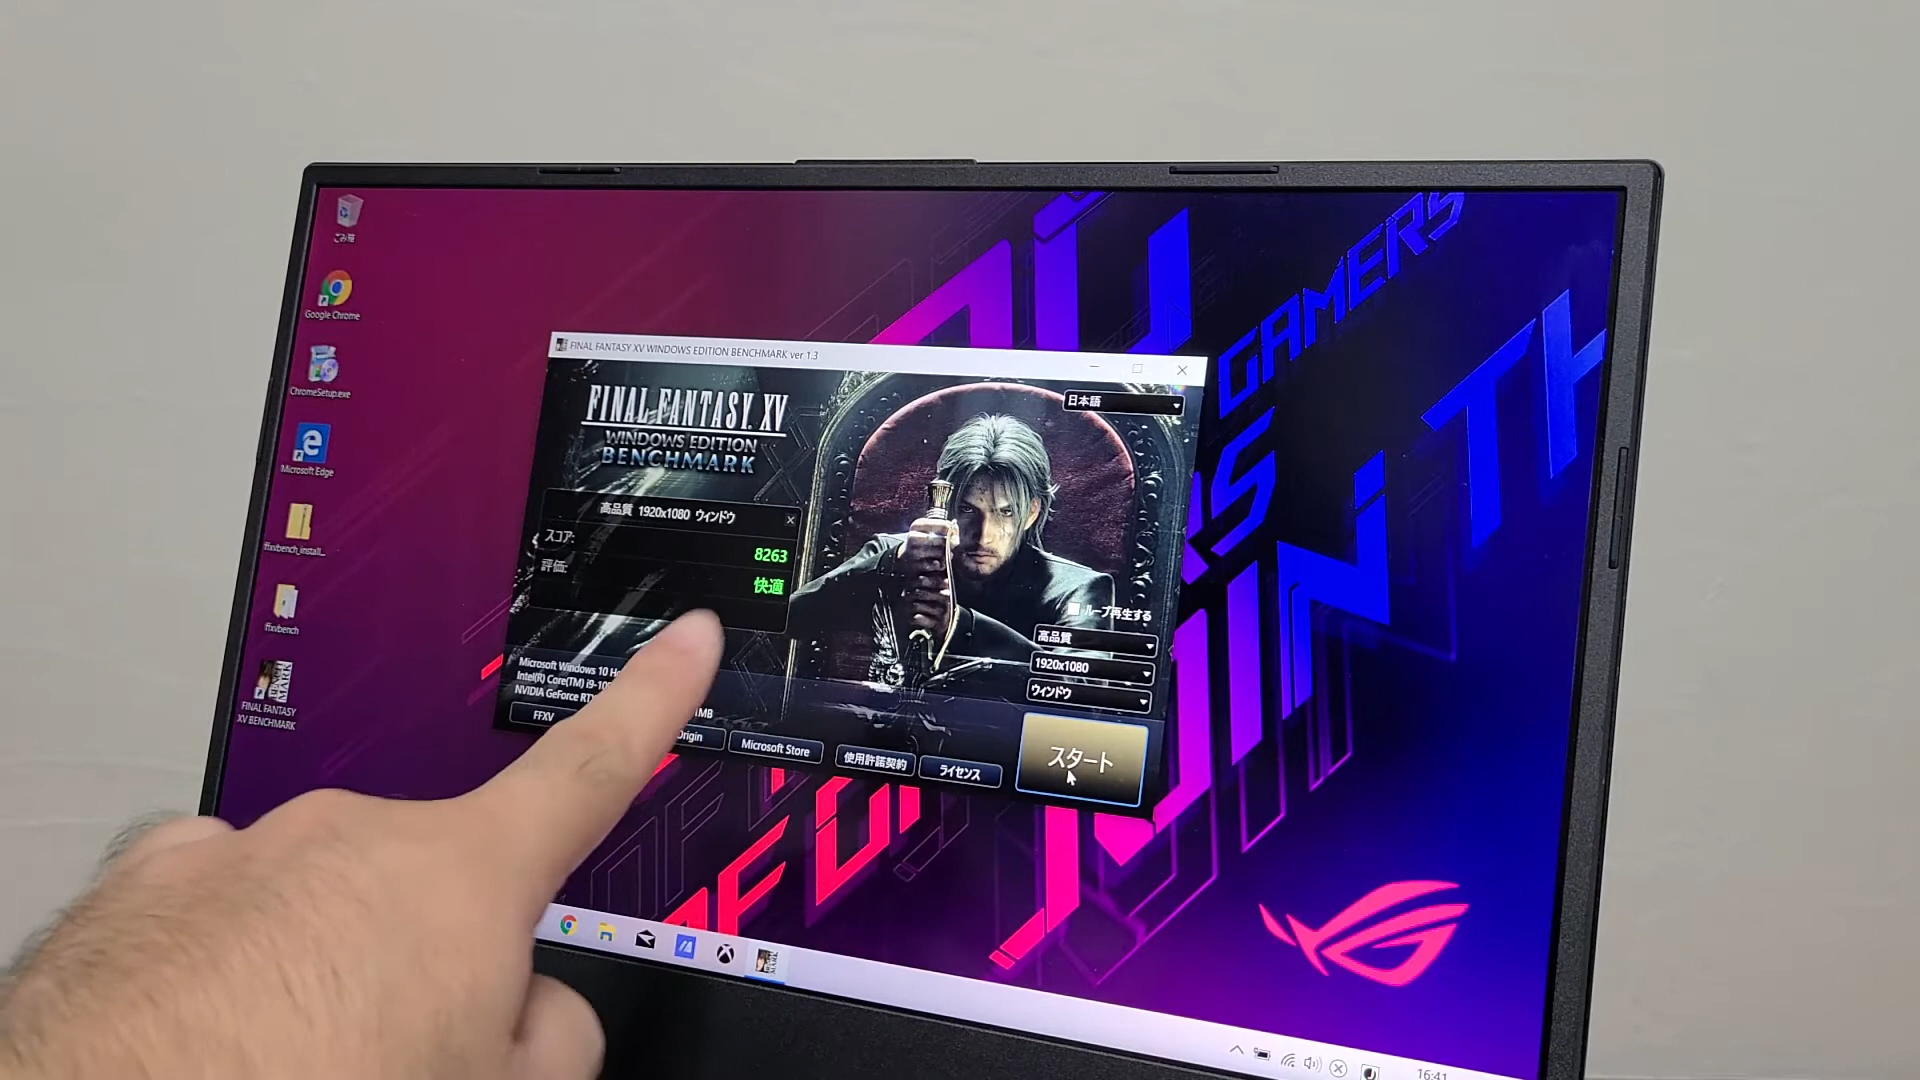 ごみ箱
Google Chrome
ChromeSetup.exe
Microsoft Edge
ffxvbench_install...
ffxvbench
FINAL FANTASY
XV BENCHMARK
FINAL FANTASY XV WINDOWS EDITION BENCHMARK ver 1.3
日本語
FINAL FANTASY XV
WINDOWS EDITION
BENCHMARK
高品質 1920x1080 ウィンドウ
スコア:
8263
評価:
快適
ループ再生する
高品質
1920x1080
ウィンドウ
Microsoft Windows 10
Intel(R) Core(TM) i9-10
NVIDIA GeForce RT
1MB
FFXV
Origin
Microsoft Store
使用許諾契約
ライセンス
スタート
GAMERS
16:41